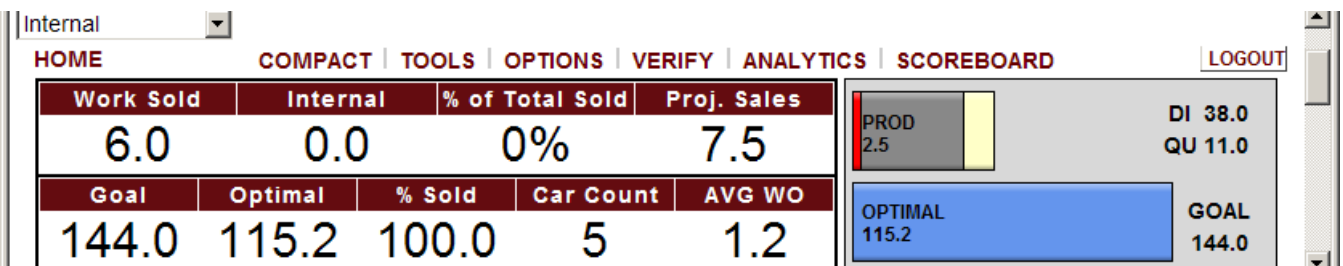 Internal
HOME COMPACT TOOLS OPTIONS VERIFY ANALYTICS SCOREBOARD LOGOUT
Work Sold Internal % of Total Sold Proj. Sales
6.0 0.0 0% 7.5
Goal Optimal % Sold Car Count AVG WO
144.0 115.2 100.0 5 1.2
PROD
2.5
DI 38.0
QU 11.0
OPTIMAL
115.2
GOAL
144.0